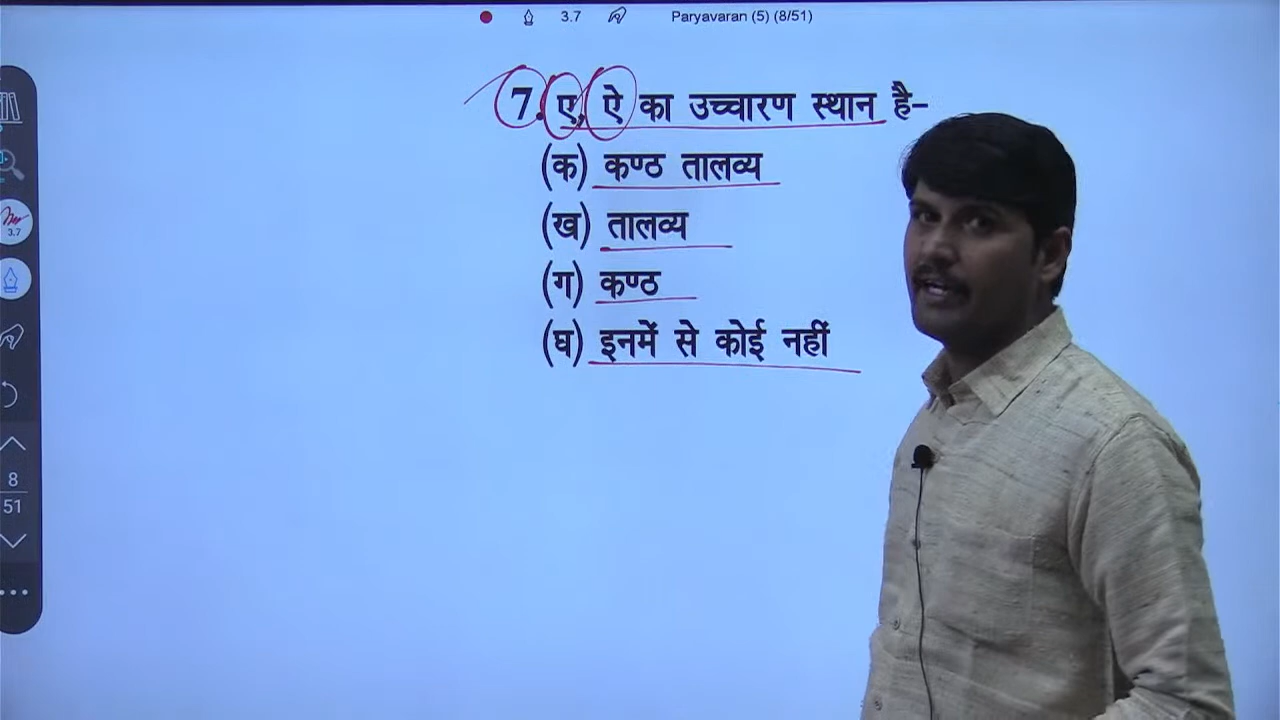 3.7 Paryavaran (5) (8/51)
7. ए, ऐ का उच्चारण स्थान है-
(क) कण्ठ तालव्य
(ख) तालव्य
(ग) कण्ठ
(घ) इनमें से कोई नहीं
3.7
8
51